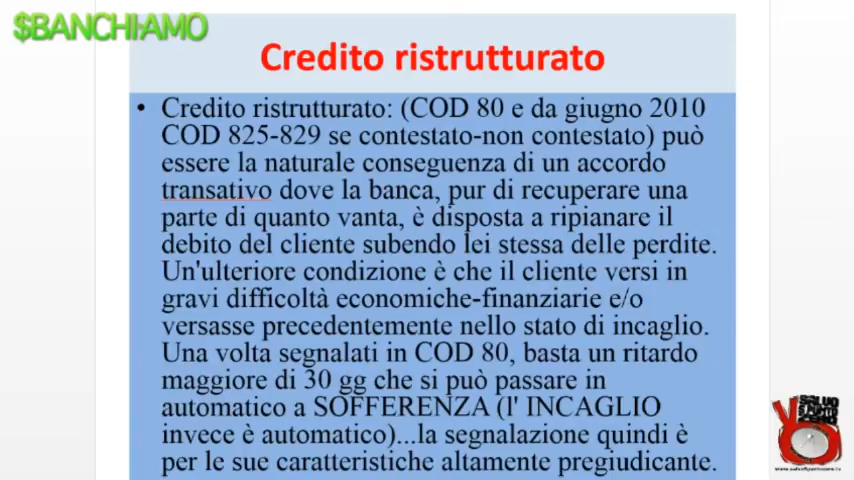 $BANCHIAMO
Credito ristrutturato
• Credito ristrutturato: (COD 80 e da giugno 2010
COD 825-829 se contestato-non contestato) può
essere la naturale conseguenza di un accordo
transativo dove la banca, pur di recuperare una
parte di quanto vanta, è disposta a ripianare il
debito del cliente subendo lei stessa delle perdite.
Un'ulteriore condizione è che il cliente versi in
gravi difficoltà economiche-finanziarie e/o
versasse precedentemente nello stato di incaglio.
Una volta segnalati in COD 80, basta un ritardo
maggiore di 30 gg che si può passare in
automatico a SOFFERENZA (l' INCAGLIO
invece è automatico)...la segnalazione quindi è
per le sue caratteristiche altamente pregiudicante.